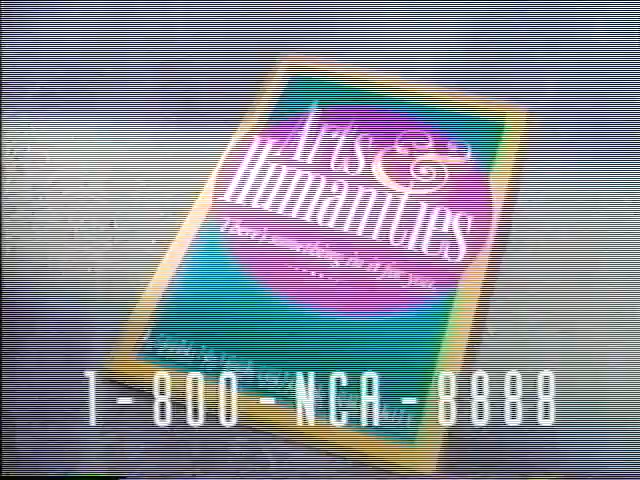 Arts &
Humanities
There's something in it for you.
1-800-NCA-8888